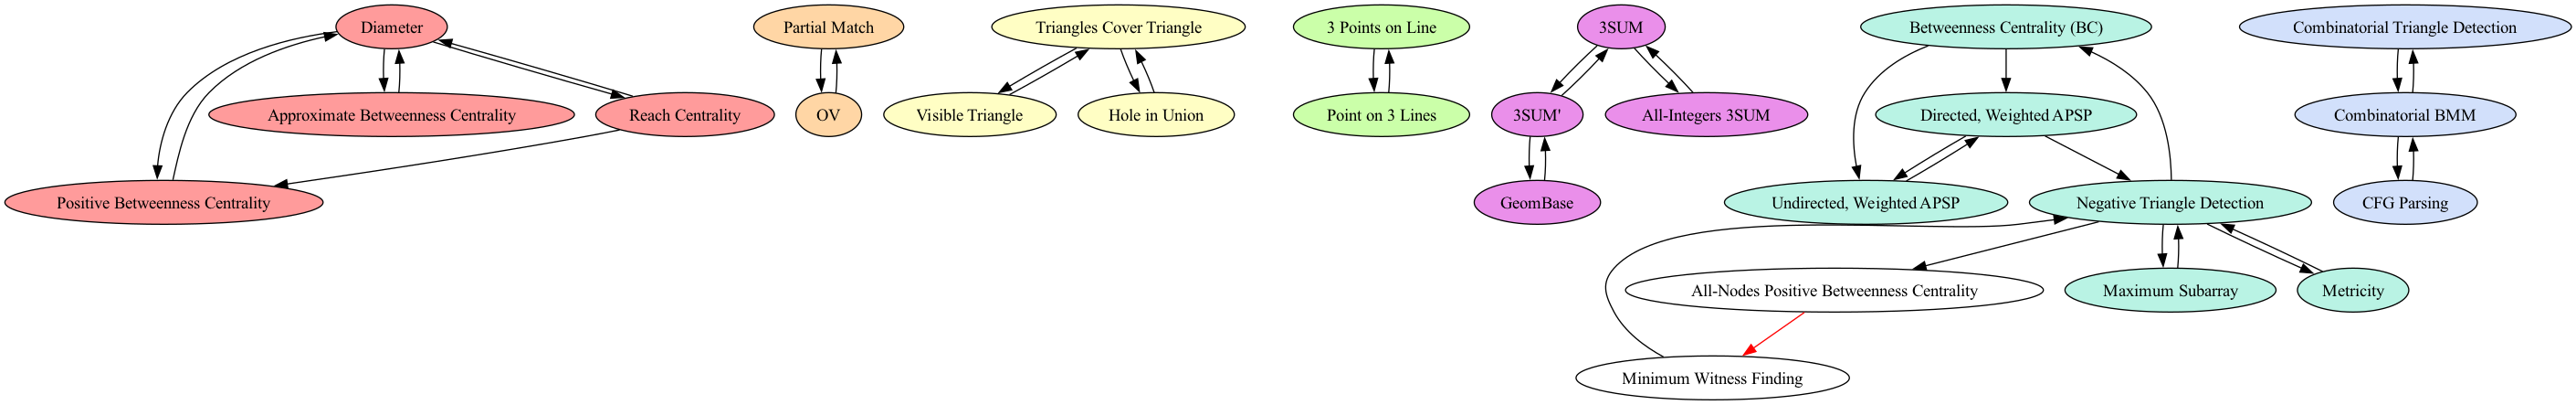 Diameter
Partial Match
Triangles Cover Triangle
3 Points on Line
3SUM
Betweenness Centrality (BC)
Combinatorial Triangle Detection
Approximate Betweenness Centrality
Reach Centrality
OV
Visible Triangle
Hole in Union
Point on 3 Lines
3SUM'
All-Integers 3SUM
Directed, Weighted APSP
Combinatorial BMM
Positive Betweenness Centrality
GeomBase
Undirected, Weighted APSP
Negative Triangle Detection
CFG Parsing
All-Nodes Positive Betweenness Centrality
Maximum Subarray
Metricity
Minimum Witness Finding